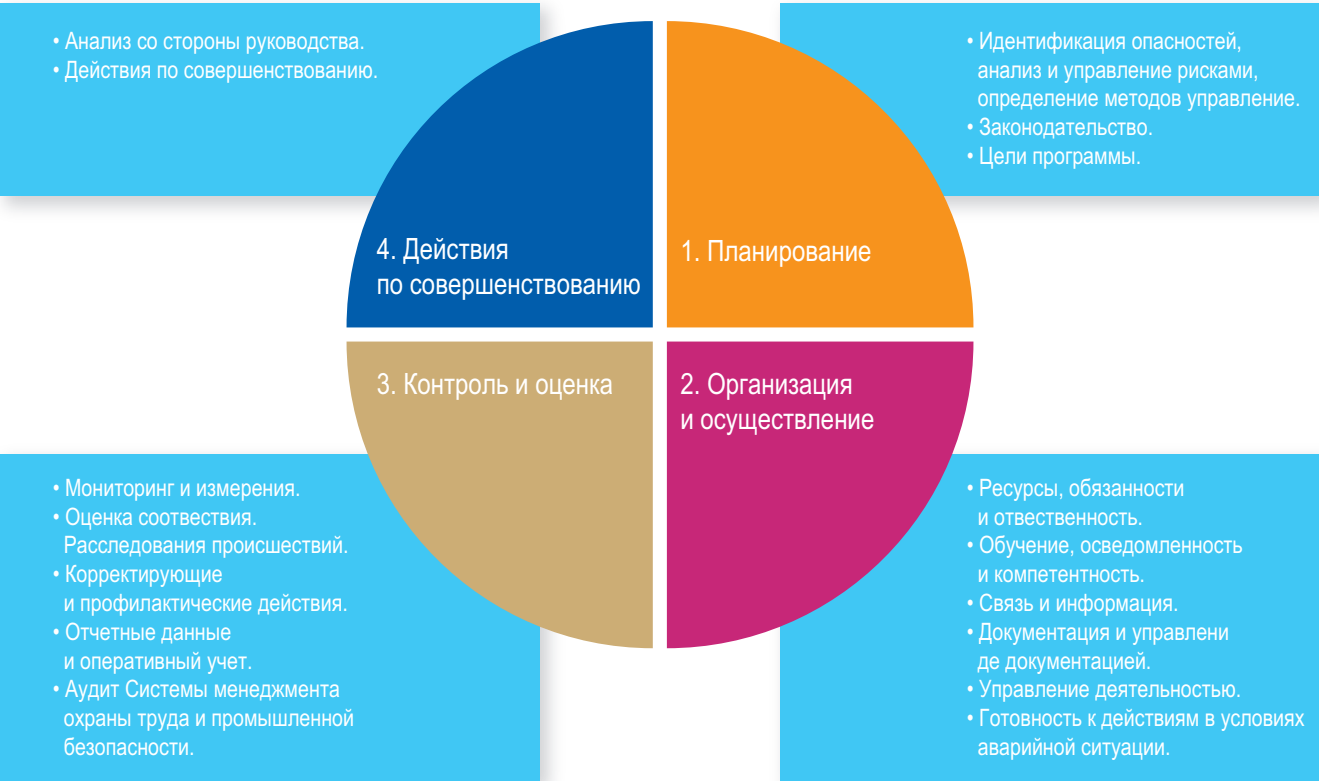 • Анализ со стороны руководства.
• Действия по совершенствованию.
• Идентификация опасностей,
анализ и управление рисками,
определение методов управление.
• Законодательство.
• Цели программы.
4. Действия
по совершенствованию
1. Планирование
3. Контроль и оценка
2. Организация
и осуществление
• Мониторинг и измерения.
• Оценка соотвествия.
Расследования происшествий.
• Корректирующие
и профилактические действия.
• Отчетные данные
и оперативный учет.
• Аудит Системы менеджмента
охраны труда и промышленной
безопасности.
• Ресурсы, обязанности
и отвественность.
• Обучение, осведомленность
и компетентность.
• Связь и информация.
• Документация и управлени
де документацией.
• Управление деятельностью.
• Готовность к действиям в условиях
аварийной ситуации.